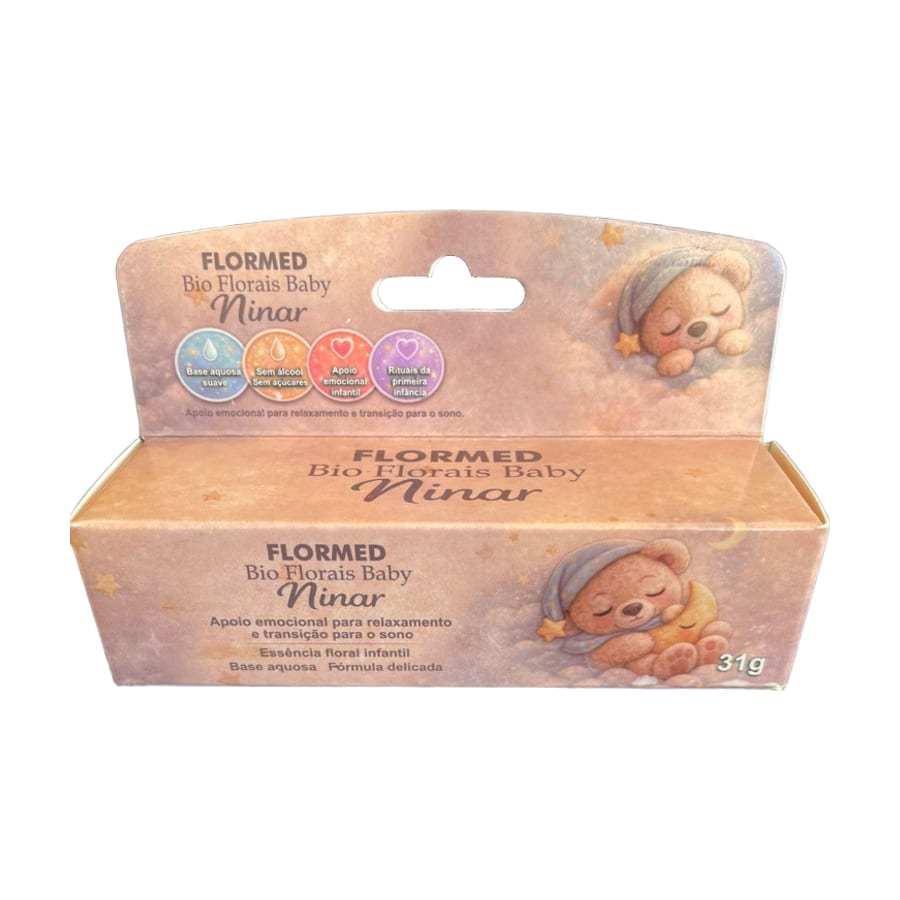 FLORMED
Bio Florais Baby
Ninar
Base aquosa
suave
Sem álcool
Sem açúcares
Apoio
emocional
infantil
Rituais da
primeira
infância
Apoio emocional para relaxamento e transição para o sono.
FLORMED
Bio Florais Baby
Ninar
FLORMED
Bio Florais Baby
Ninar
Apoio emocional para relaxamento
e transição para o sono
Essência floral infantil
Base aquosa Fórmula delicada
31g